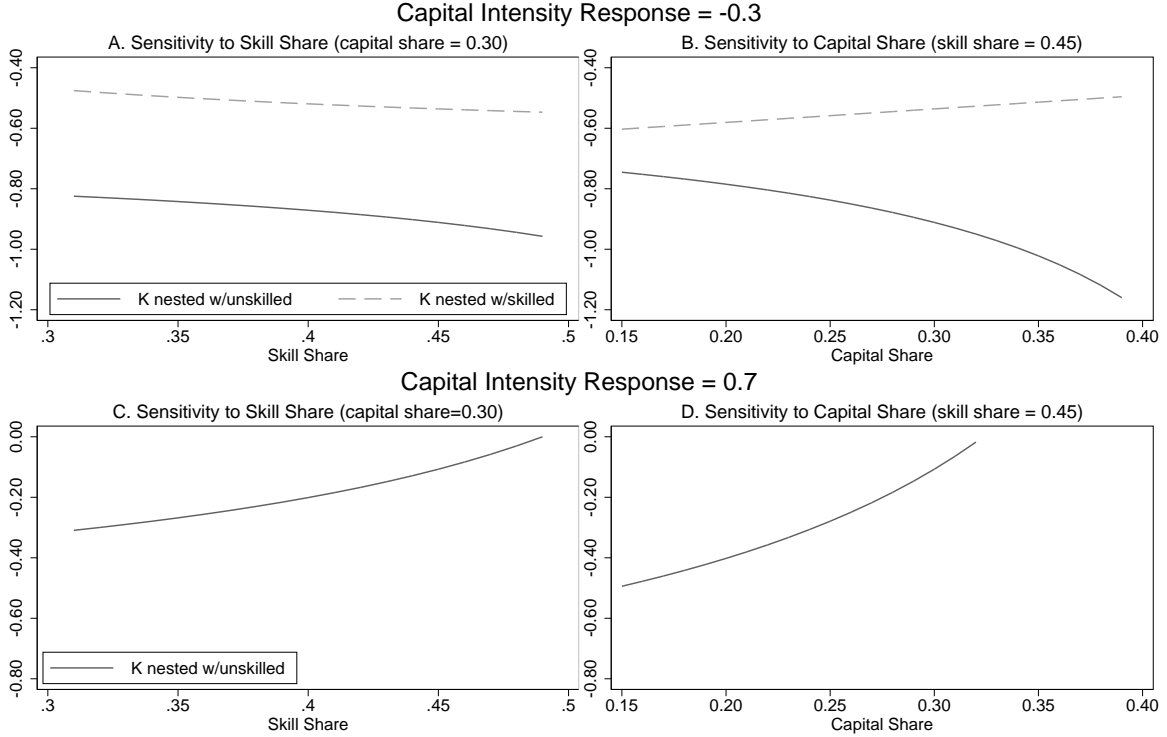 Capital Intensity Response = -0.3
A. Sensitivity to Skill Share (capital share = 0.30)
-0.40
-0.60
-0.80
-1.00
-1.20
K nested w/unskilled
K nested w/skilled
.3 .35 .4 .45 .5
Skill Share
B. Sensitivity to Capital Share (skill share = 0.45)
-0.40
-0.60
-0.80
-1.00
-1.20
0.15 0.20 0.25 0.30 0.35 0.40
Capital Share
Capital Intensity Response = 0.7
C. Sensitivity to Skill Share (capital share=0.30)
0.00
-0.20
-0.40
-0.60
-0.80
K nested w/unskilled
.3 .35 .4 .45 .5
Skill Share
D. Sensitivity to Capital Share (skill share = 0.45)
0.00
-0.20
-0.40
-0.60
-0.80
0.15 0.20 0.25 0.30 0.35 0.40
Capital Share